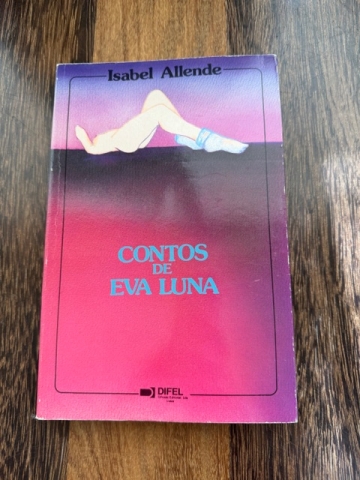 Isabel Allende
CONTOS
DE
EVA LUNA
DIFEL